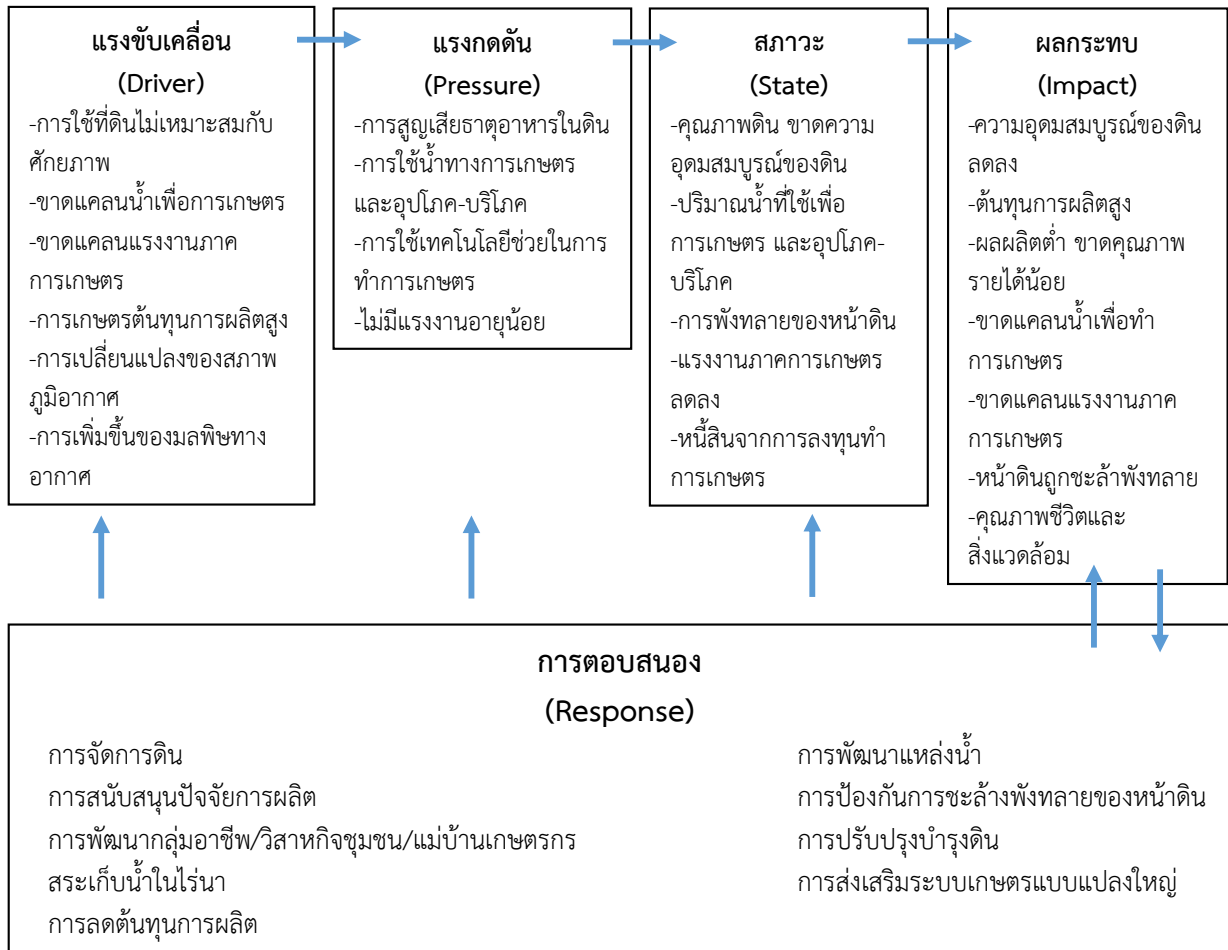 แรงขับเคลื่อน
(Driver)
-การใช้ที่ดินไม่เหมาะสมกับ
ศักยภาพ
-ขาดแคลนน้ำเพื่อการเกษตร
-ขาดแคลนแรงงานภาค
การเกษตร
-การเกษตรต้นทุนการผลิตสูง
-การเปลี่ยนแปลงของสภาพ
ภูมิอากาศ
-การเพิ่มขึ้นของมลพิษทาง
อากาศ
แรงกดดัน
(Pressure)
-การสูญเสียธาตุอาหารในดิน
-การใช้น้ำทางการเกษตร
และอุปโภค-บริโภค
-การใช้เทคโนโลยีช่วยในการ
ทำการเกษตร
-ไม่มีแรงงานอายุน้อย
สภาวะ
(State)
-คุณภาพดิน ขาดความ
อุดมสมบูรณ์ของดิน
-ปริมาณน้ำที่ใช้เพื่อ
การเกษตร และอุปโภค-
บริโภค
-การพังทลายของหน้าดิน
-แรงงานภาคการเกษตร
ลดลง
-หนี้สินจากการลงทุนทำ
การเกษตร
ผลกระทบ
(Impact)
-ความอุดมสมบูรณ์ของดิน
ลดลง
-ต้นทุนการผลิตสูง
-ผลผลิตต่ำ ขาดคุณภาพ
รายได้น้อย
-ขาดแคลนน้ำเพื่อทำ
การเกษตร
-ขาดแคลนแรงงานภาค
การเกษตร
-หน้าดินถูกชะล้าพังทลาย
-คุณภาพชีวิตและ
สิ่งแวดล้อม
การตอบสนอง
(Response)
การจัดการดิน
การสนับสนุนปัจจัยการผลิต
การพัฒนากลุ่มอาชีพ/วิสาหกิจชุมชน/แม่บ้านเกษตรกร
สระเก็บน้ำในไร่นา
การลดต้นทุนการผลิต
การพัฒนาแหล่งน้ำ
การป้องกันการชะล้างพังทลายของหน้าดิน
การปรับปรุงบำรุงดิน
การส่งเสริมระบบเกษตรแบบแปลงใหญ่